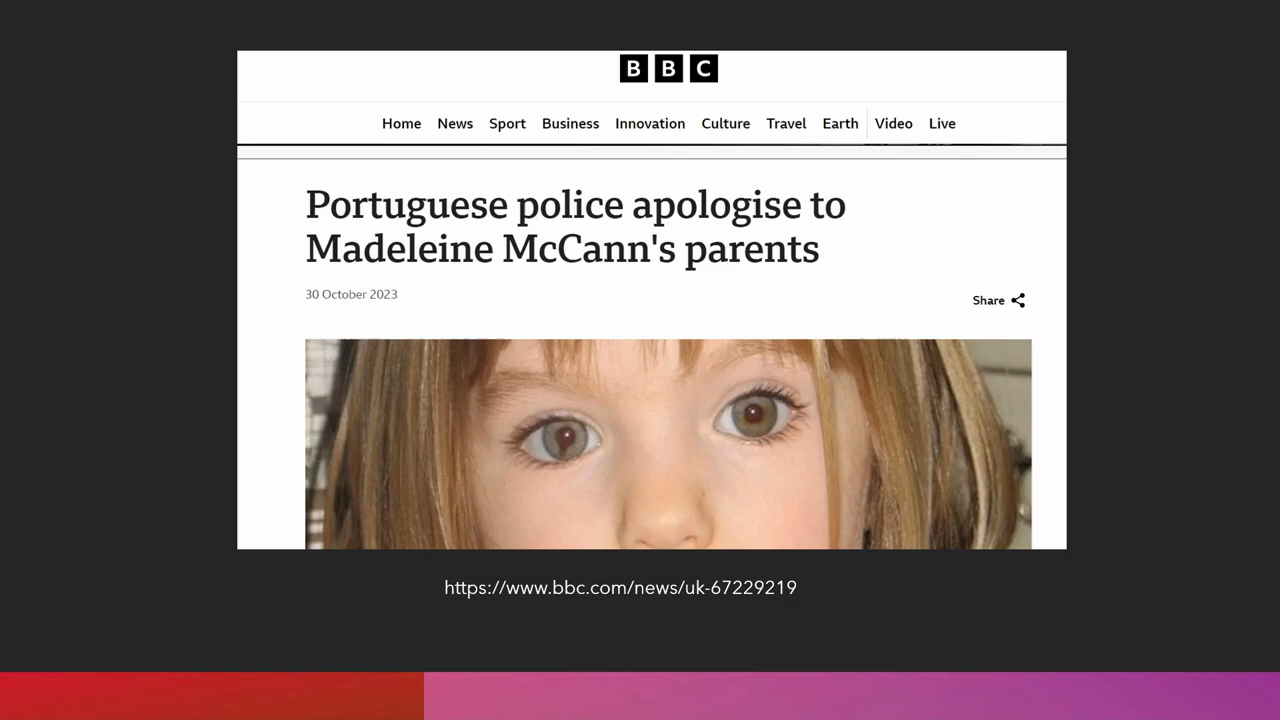 BBC
Home News Sport Business Innovation Culture Travel Earth Video Live
Portuguese police apologise to
Madeleine McCann's parents
30 October 2023
Share
https://www.bbc.com/news/uk-67229219